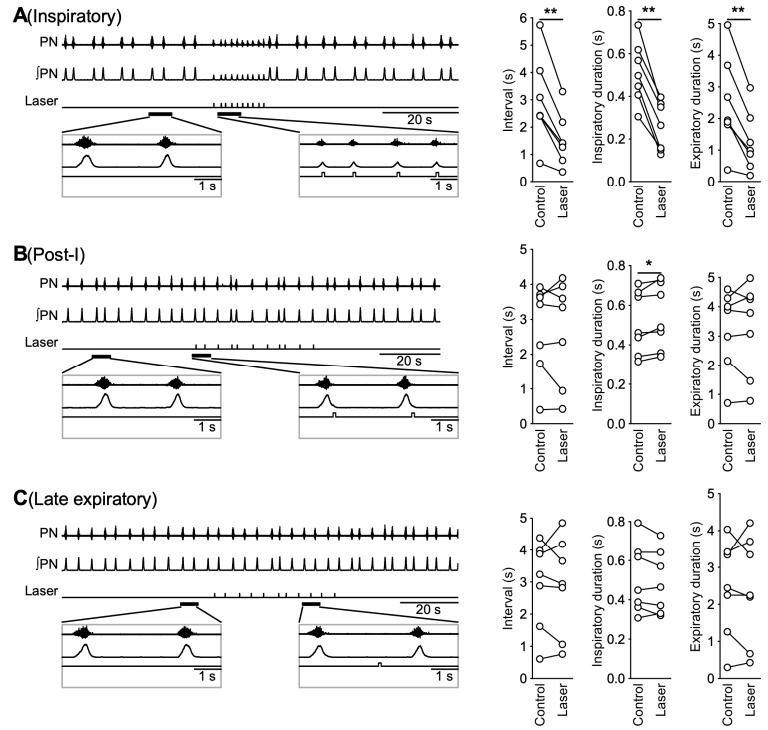 A(Inspiratory)
PN
∫PN
Laser
20 s
1 s
1 s
Interval (s)
6
5
4
3
2
1
0
Control
Laser
**
Inspiratory duration (s)
0.8
0.6
0.4
0.2
0.0
Control
Laser
**
Expiratory duration (s)
5
4
3
2
1
0
Control
Laser
**
B(Post-I)
PN
∫PN
Laser
20 s
1 s
1 s
Interval (s)
5
4
3
2
1
0
Control
Laser
Inspiratory duration (s)
0.8
0.6
0.4
0.2
0.0
Control
Laser
*
Expiratory duration (s)
5
4
3
2
1
0
Control
Laser
C(Late expiratory)
PN
∫PN
Laser
20 s
1 s
1 s
Interval (s)
5
4
3
2
1
0
Control
Laser
Inspiratory duration (s)
0.8
0.6
0.4
0.2
0.0
Control
Laser
Expiratory duration (s)
5
4
3
2
1
0
Control
Laser